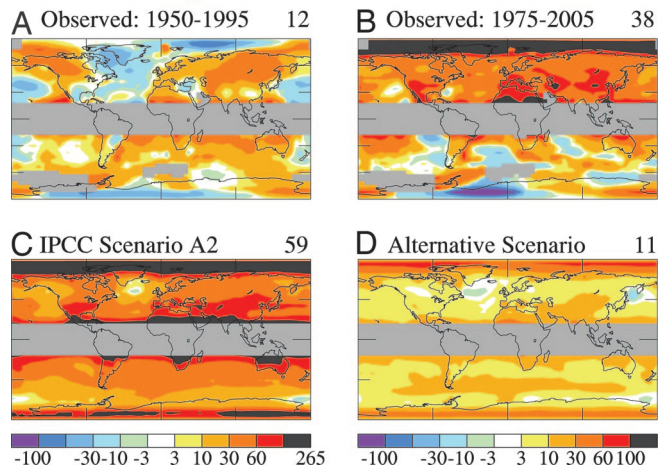 A Observed: 1950-1995 12
B Observed: 1975-2005 38
C IPCC Scenario A2 59
D Alternative Scenario 11
-100 -30 -10 -3 3 10 30 60 265
-100 -30 -10 -3 3 10 30 60 100